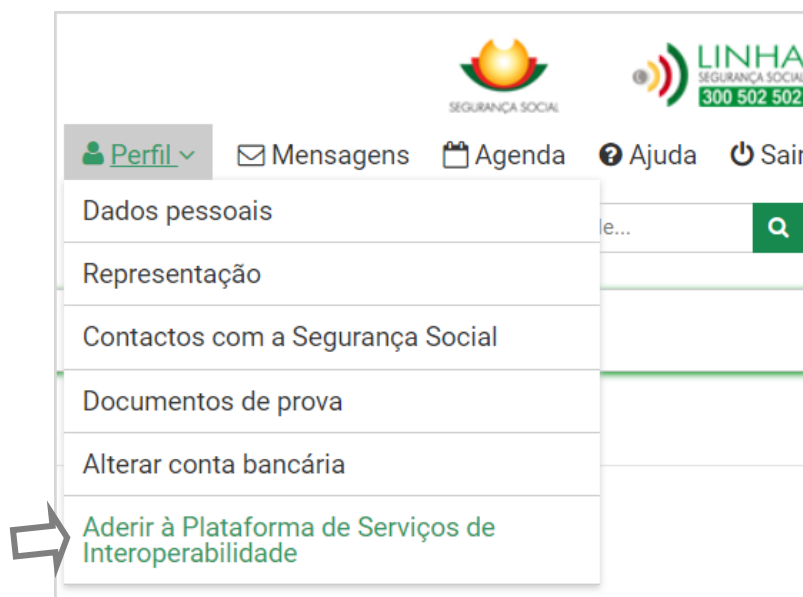 SEGURANÇA SOCIAL
LINHA
SEGURANÇA SOCIAL
300 502 502
Perfil
Mensagens
Agenda
Ajuda
Sair
Dados pessoais
Representação
Contactos com a Segurança Social
Documentos de prova
Alterar conta bancária
Aderir à Plataforma de Serviços de
Interoperabilidade